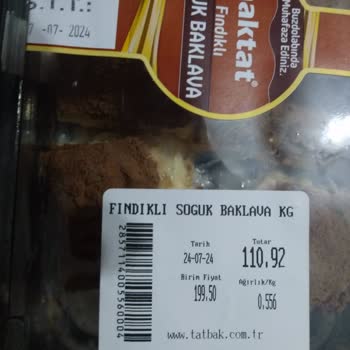 S.T.T.:
7 -07- 2024
baktat
Fındıklı
UK BAKLAVA
Buzdolabında
Muhafaza Ediniz.
FINDIKLI SOGUK BAKLAVA KG
Tarih
Tutar
24-07-24
110,92
Birim Fiyat
Ağırlık/Kg
199,50
0,556
2857114005560004
www.tatbak.com.tr